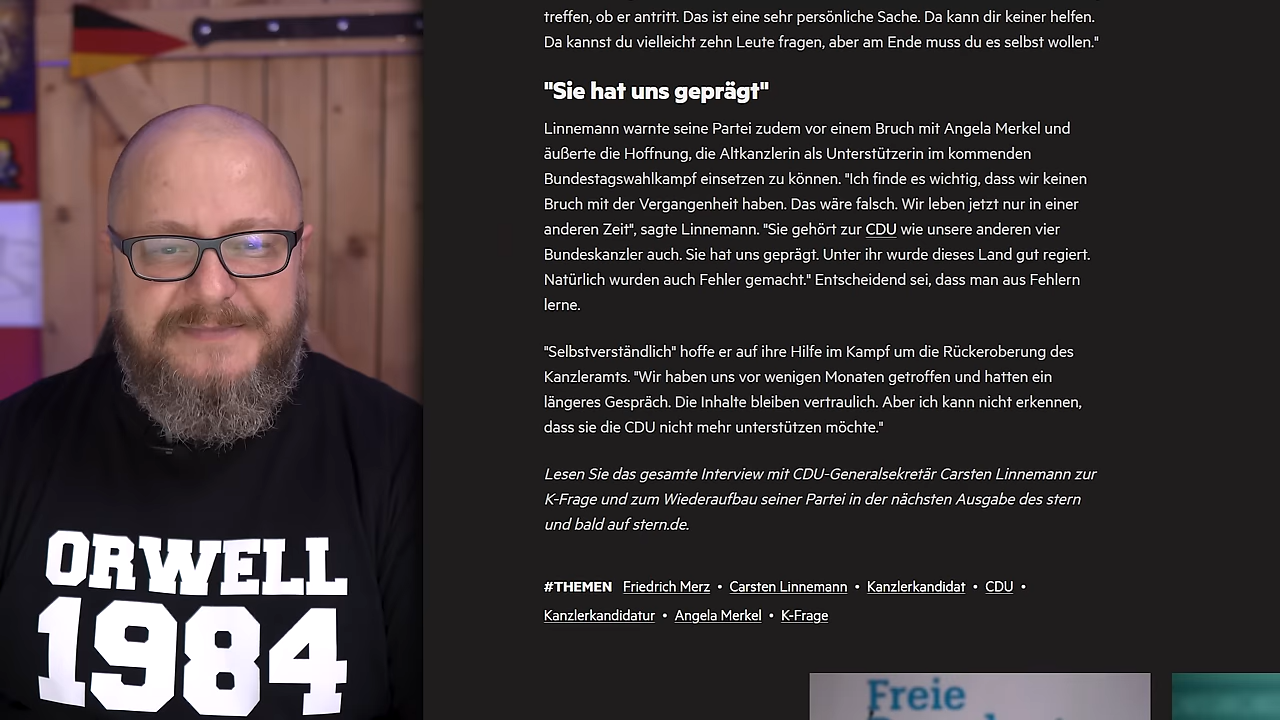 treffen, ob er antritt. Das ist eine sehr persönliche Sache. Da kann dir keiner helfen.
Da kannst du vielleicht zehn Leute fragen, aber am Ende muss du es selbst wollen."
"Sie hat uns geprägt"
Linnemann warnte seine Partei zudem vor einem Bruch mit Angela Merkel und
äußerte die Hoffnung, die Altkanzlerin als Unterstützerin im kommenden
Bundestagswahlkampf einsetzen zu können. "Ich finde es wichtig, dass wir keinen
Bruch mit der Vergangenheit haben. Das wäre falsch. Wir leben jetzt nur in einer
anderen Zeit", sagte Linnemann. "Sie gehört zur CDU wie unsere anderen vier
Bundeskanzler auch. Sie hat uns geprägt. Unter ihr wurde dieses Land gut regiert.
Natürlich wurden auch Fehler gemacht." Entscheidend sei, dass man aus Fehlern
lerne.
"Selbstverständlich" hoffe er auf ihre Hilfe im Kampf um die Rückeroberung des
Kanzleramts. "Wir haben uns vor wenigen Monaten getroffen und hatten ein
längeres Gespräch. Die Inhalte bleiben vertraulich. Aber ich kann nicht erkennen,
dass sie die CDU nicht mehr unterstützen möchte."
Lesen Sie das gesamte Interview mit CDU-Generalsekretär Carsten Linnemann zur
K-Frage und zum Wiederaufbau seiner Partei in der nächsten Ausgabe des stern
und bald auf stern.de.
#THEMEN Friedrich Merz • Carsten Linnemann • Kanzlerkandidat • CDU •
Kanzlerkandidatur • Angela Merkel • K-Frage
Freie
ORWELL
1984